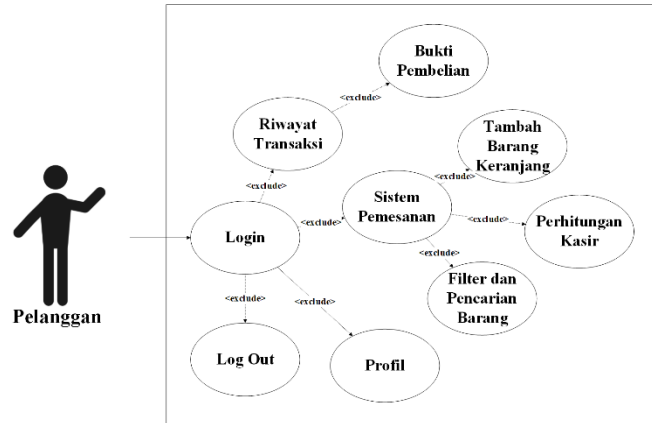 Bukti
Pembelian
<exclude>
Riwayat
Transaksi
Tambah
Barang
Keranjang
<exclude>
<exclude>
Sistem
Pemesanan
<exclude>
<exclude>
Perhitungan
Kasir
Login
<exclude>
Filter dan
Pencarian
Barang
<exclude>
<exclude>
Pelanggan
Log Out
Profil